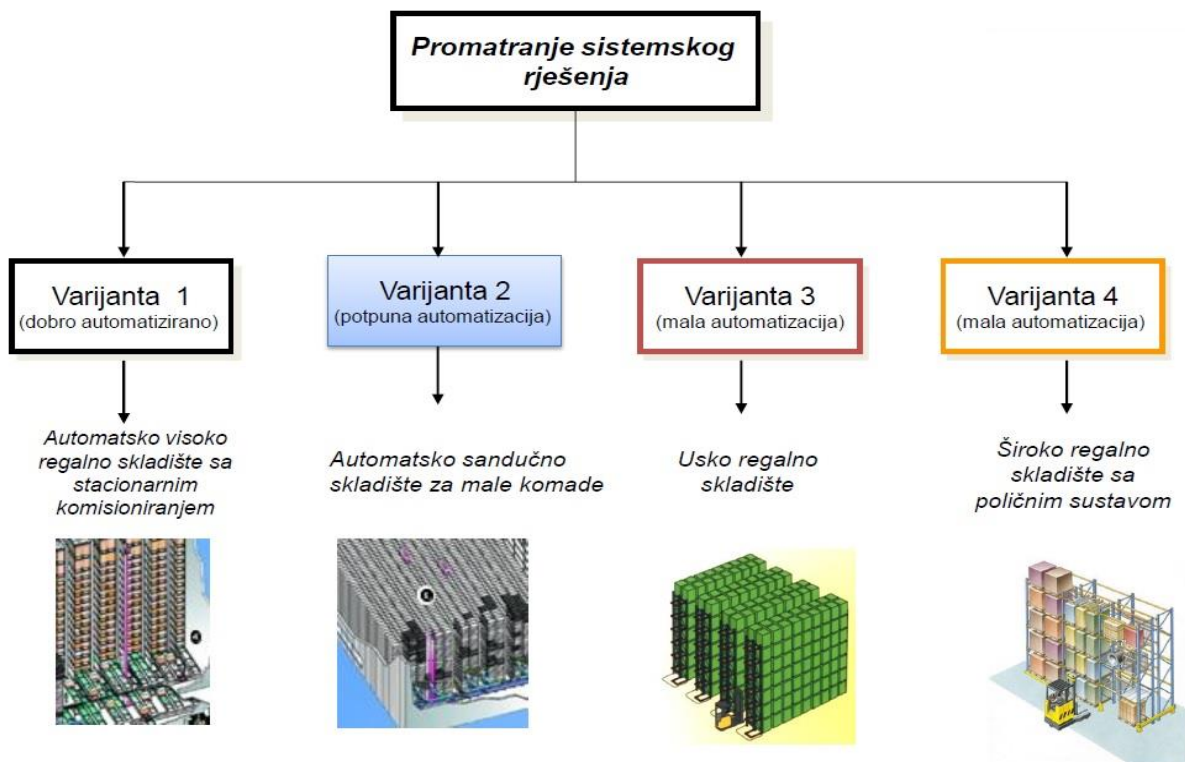 Promatranje sistemskog
rješenja
Varijanta 1
(dobro automatizirano)
Varijanta 2
(potpuna automatizacija)
Varijanta 3
(mala automatizacija)
Varijanta 4
(mala automatizacija)
Automatsko visoko
regalno skladište sa
stacionarnim
komisioniranjem
Automatsko sandučno
skladište za male komade
Usko regalno
skladište
Široko regalno
skladište sa
poličnim sustavom